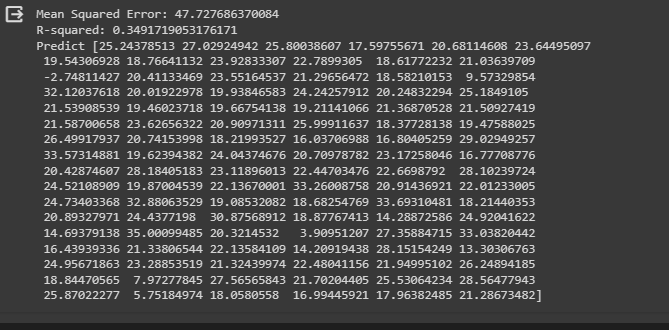 Mean Squared Error: 47.727686370084
R-squared: 0.3491719053176171
Predict [25.24378513 27.02924942 25.80038607 17.59755671 20.68114608 23.64495097
19.54306928 18.76641132 23.92833307 22.7899305  18.61772232 21.03639709
-2.74811427 20.41133469 23.55164537 21.29656472 18.58210153  9.57329854
32.12037618 20.01922978 19.93846583 24.24257912 20.24832294 25.1849105
21.53908539 19.46023718 19.66754138 19.21141066 21.36870528 21.50927419
21.58700658 23.62656322 20.90971311 25.99911637 18.37728138 19.47588025
26.49917937 20.74153998 18.21993527 16.03706988 16.80405259 29.02949257
33.57314881 19.62394382 24.04374676 20.70978782 23.17258046 16.77708776
20.42874607 28.18405183 23.11896013 22.44703476 22.6698792  28.10239724
24.52108909 19.87004539 22.13670001 33.26008758 20.91436921 22.01233005
24.73403368 32.88063529 19.08532082 18.68254769 33.69310481 18.21440353
20.89327971 24.4377198  30.87568912 18.87767413 14.28872586 24.92041622
14.69379138 35.00099485 20.3214532   3.90951207 27.35884715 33.03820442
16.43939336 21.33806544 22.13584109 14.20919438 28.15154249 13.30306763
24.95671863 23.28853519 21.32439974 22.48041156 21.94995102 26.24894185
18.84470565  7.97277845 27.56565843 21.70204405 25.53064234 28.56477943
25.87022277  5.75184974 18.0580558  16.99445921 17.96382485 21.28673482]